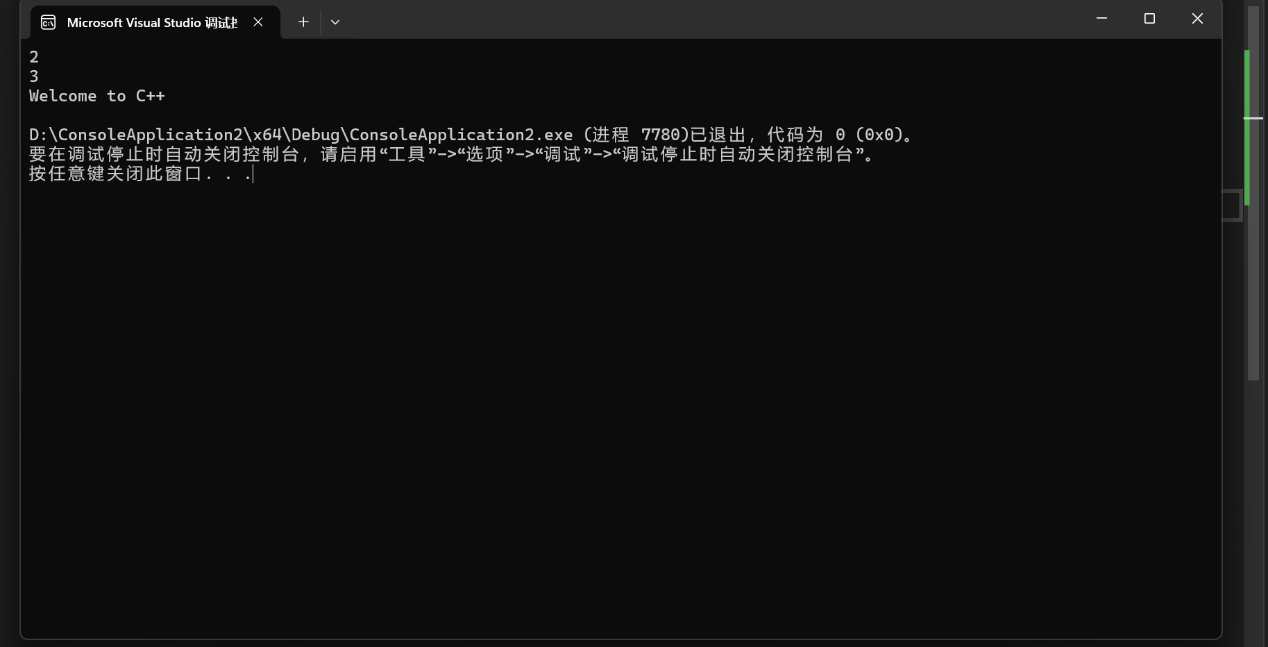 Microsoft Visual Studio 调试
2
3
Welcome to C++
D:\ConsoleApplication2\x64\Debug\ConsoleApplication2.exe (进程 7780)已退出，代码为 0 (0x0)。
要在调试停止时自动关闭控制台，请启用“工具”->“选项”->“调试”->“调试停止时自动关闭控制台”。
按任意键关闭此窗口. . .